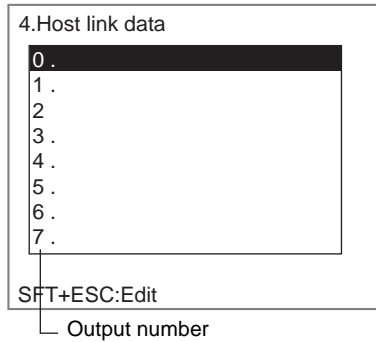 4.Host link data
0 .
1 .
2
3 .
4 .
5 .
6 .
7 .
SFT+ESC:Edit
Output number